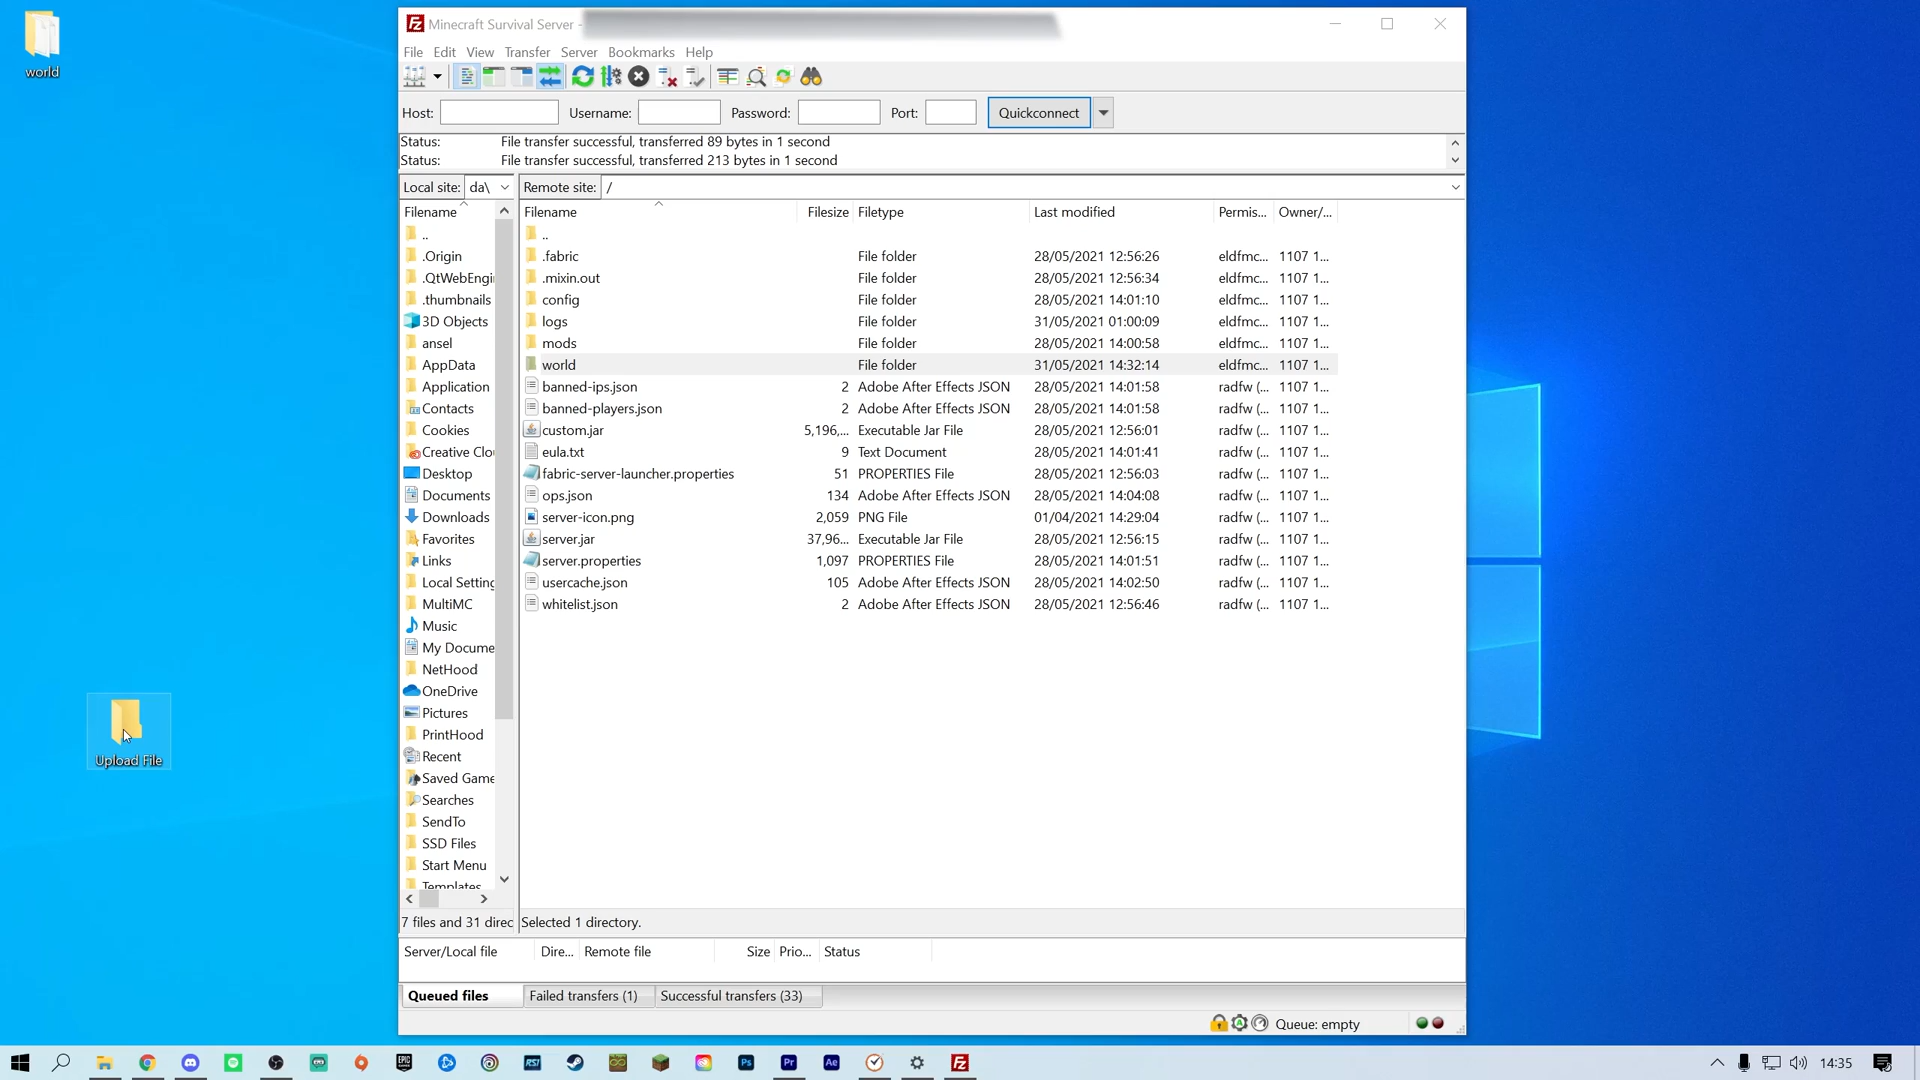 world
Minecraft Survival Server -
File Edit View Transfer Server Bookmarks Help
Host: Username: Password: Port: Quickconnect
Status: File transfer successful, transferred 89 bytes in 1 second
Status: File transfer successful, transferred 213 bytes in 1 second
Local site: da\ Remote site: /
Filename
..
.Origin
.QtWebEngi
.thumbnails
3D Objects
ansel
AppData
Application
Contacts
Cookies
Creative Clo
Desktop
Documents
Downloads
Favorites
Links
Local Setting
MultiMC
Music
My Docume
NetHood
OneDrive
Pictures
PrintHood
Recent
Saved Game
Searches
SendTo
SSD Files
Start Menu
Templates
7 files and 31 direc
Filename Filesize Filetype Last modified Permis... Owner/...
..
.fabric File folder 28/05/2021 12:56:26 eldfmc... 1107 1...
.mixin.out File folder 28/05/2021 12:56:34 eldfmc... 1107 1...
config File folder 28/05/2021 14:01:10 eldfmc... 1107 1...
logs File folder 31/05/2021 01:00:09 eldfmc... 1107 1...
mods File folder 28/05/2021 14:00:58 eldfmc... 1107 1...
world File folder 31/05/2021 14:32:14 eldfmc... 1107 1...
banned-ips.json 2 Adobe After Effects JSON 28/05/2021 14:01:58 radfw (... 1107 1...
banned-players.json 2 Adobe After Effects JSON 28/05/2021 14:01:58 radfw (... 1107 1...
custom.jar 5,196,... Executable Jar File 28/05/2021 12:56:01 radfw (... 1107 1...
eula.txt 9 Text Document 28/05/2021 14:01:41 radfw (... 1107 1...
fabric-server-launcher.properties 51 PROPERTIES File 28/05/2021 12:56:03 radfw (... 1107 1...
ops.json 134 Adobe After Effects JSON 28/05/2021 14:04:08 radfw (... 1107 1...
server-icon.png 2,059 PNG File 01/04/2021 14:29:04 radfw (... 1107 1...
server.jar 37,96... Executable Jar File 28/05/2021 12:56:15 radfw (... 1107 1...
server.properties 1,097 PROPERTIES File 28/05/2021 14:01:51 radfw (... 1107 1...
usercache.json 105 Adobe After Effects JSON 28/05/2021 14:02:50 radfw (... 1107 1...
whitelist.json 2 Adobe After Effects JSON 28/05/2021 12:56:46 radfw (... 1107 1...
Selected 1 directory.
Upload File
Server/Local file Dire... Remote file Size Prio... Status
Queued files Failed transfers (1) Successful transfers (33)
Queue: empty
EPIC
RSI
Ps
Pr
Ae
Fz
14:35